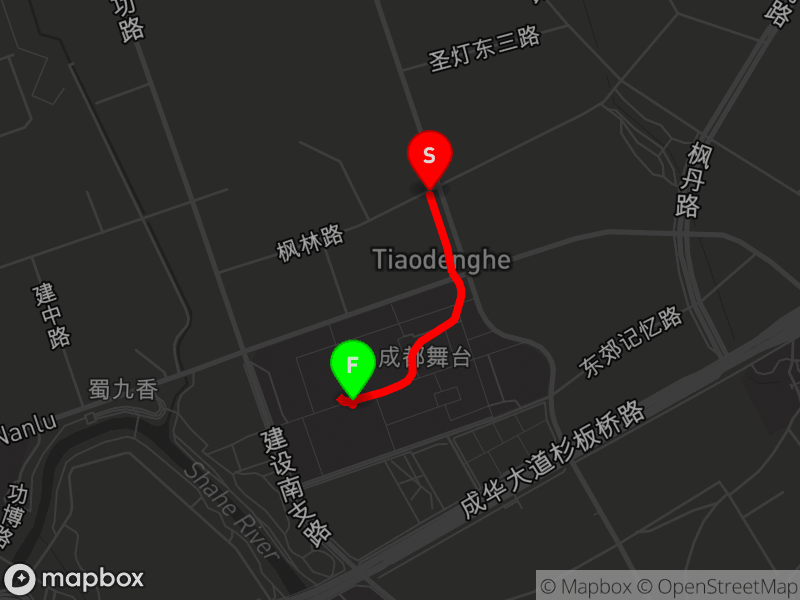 功路
圣灯东三路
S
枫丹路
枫林路
Tiaodenghe
建中路
东郊记忆路
F
成都舞台
蜀九香
Nanlu
建设南支路
成华大道杉板桥路
Shahe River
功博路
mapbox
© Mapbox © OpenStreetMap